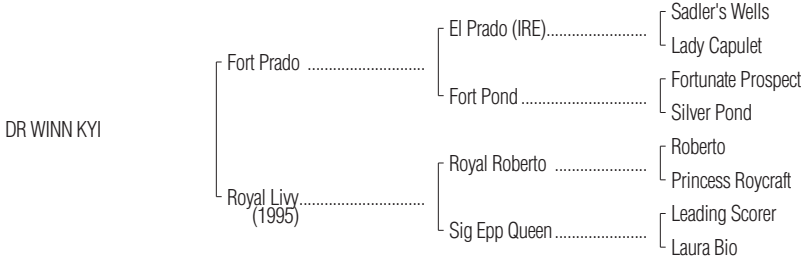 Sadler's Wells
El Prado (IRE)........................
Lady Capulet
Fort Prado ............................
Fortunate Prospect
Fort Pond ..............................
Silver Pond
DR WINN KYI
Roberto
Royal Roberto ......................
Princess Roycraft
Royal Livy..............................
(1995)
Leading Scorer
Sig Epp Queen......................
Laura Bio